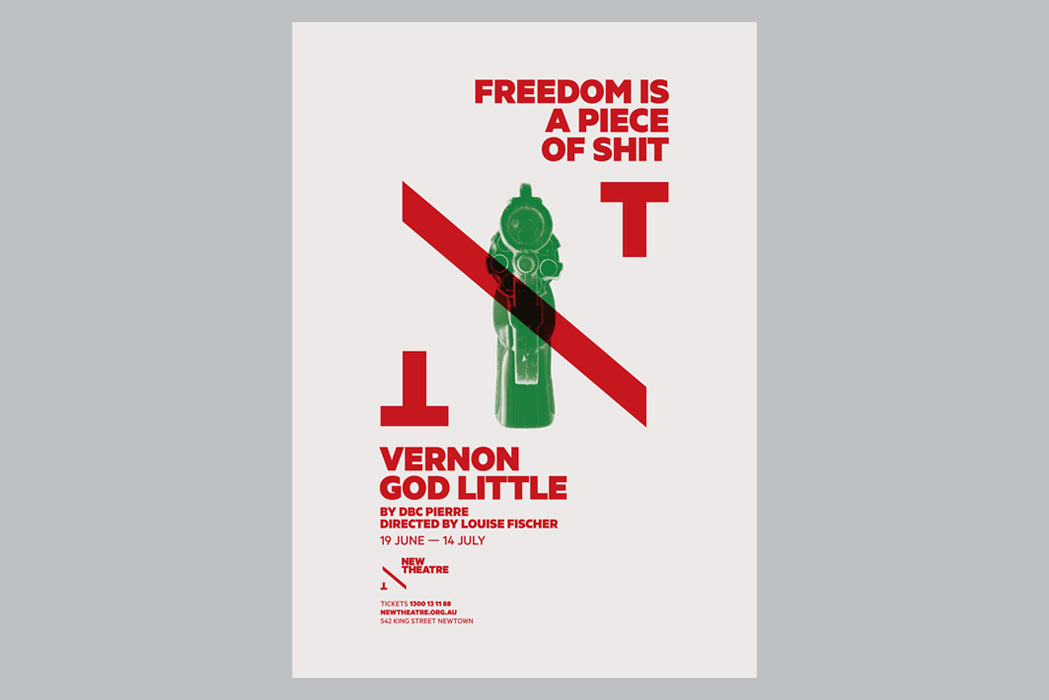 FREEDOM IS
A PIECE
OF SHIT
T
T
VERNON
GOD LITTLE
BY DBC PIERRE
DIRECTED BY LOUISE FISCHER
19 JUNE — 14 JULY
NEW
THEATRE
T
TICKETS 1300 13 11 88
NEWTHEATRE.ORG.AU
542 KING STREET NEWTOWN